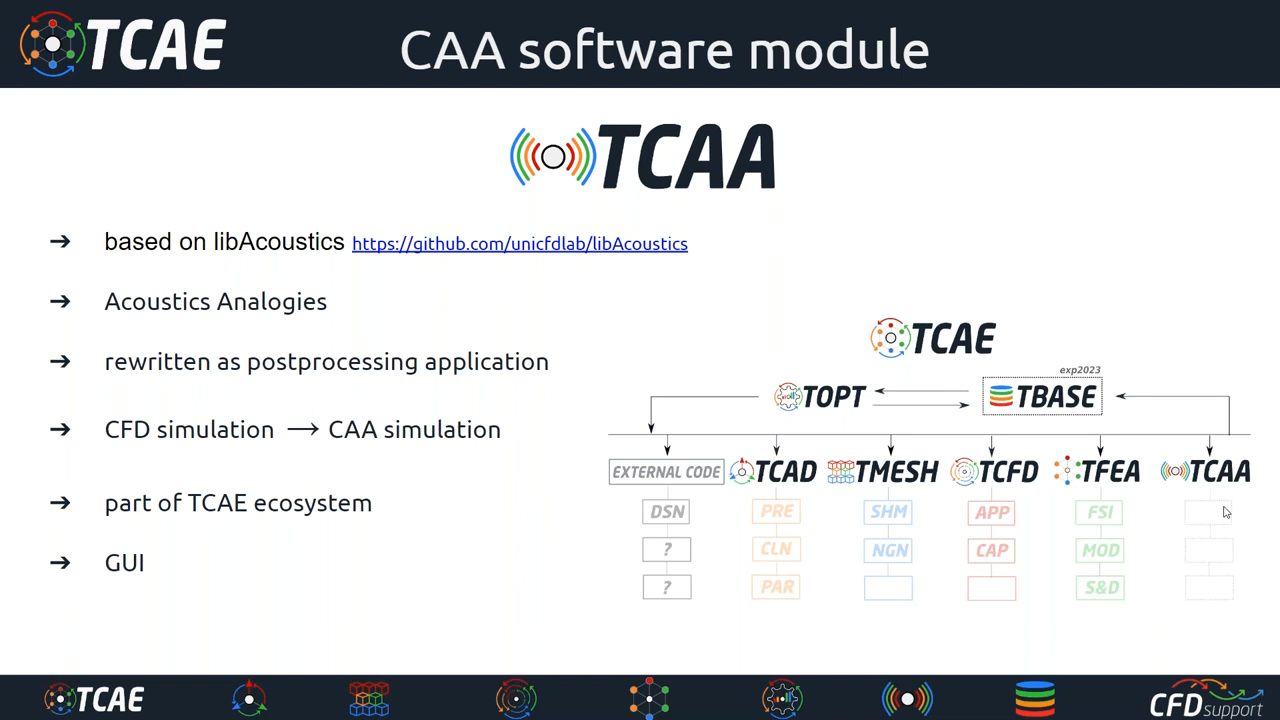 TCAE
CAA software module
TCAA
➔ based on libAcoustics https://github.com/unicfdlab/libAcoustics
➔ Acoustics Analogies
➔ rewritten as postprocessing application
➔ CFD simulation ⟶ CAA simulation
➔ part of TCAE ecosystem
➔ GUI
TCAE
exp2023
TOPT TBASE
EXTERNAL CODE TCAD TMESH TCFD TFEA TCAA
DSN PRE SHM APP FSI
? CLN NGN CAP MOD
? PAR S&D
TCAE
CFD support